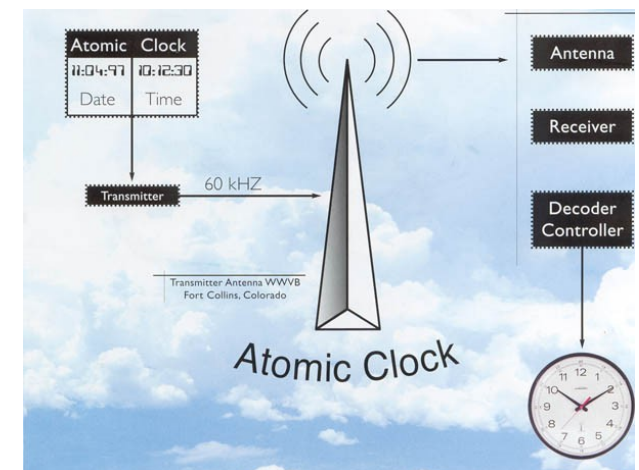 Atomic Clock
11:04:97 10:12:30
Date Time
Transmitter
60 kHZ
Transmitter Antenna WWVB
Fort Collins, Colorado
Atomic Clock
Antenna
Receiver
Decoder
Controller
12
11 1
10 2
9 3
8 4
7 5
6